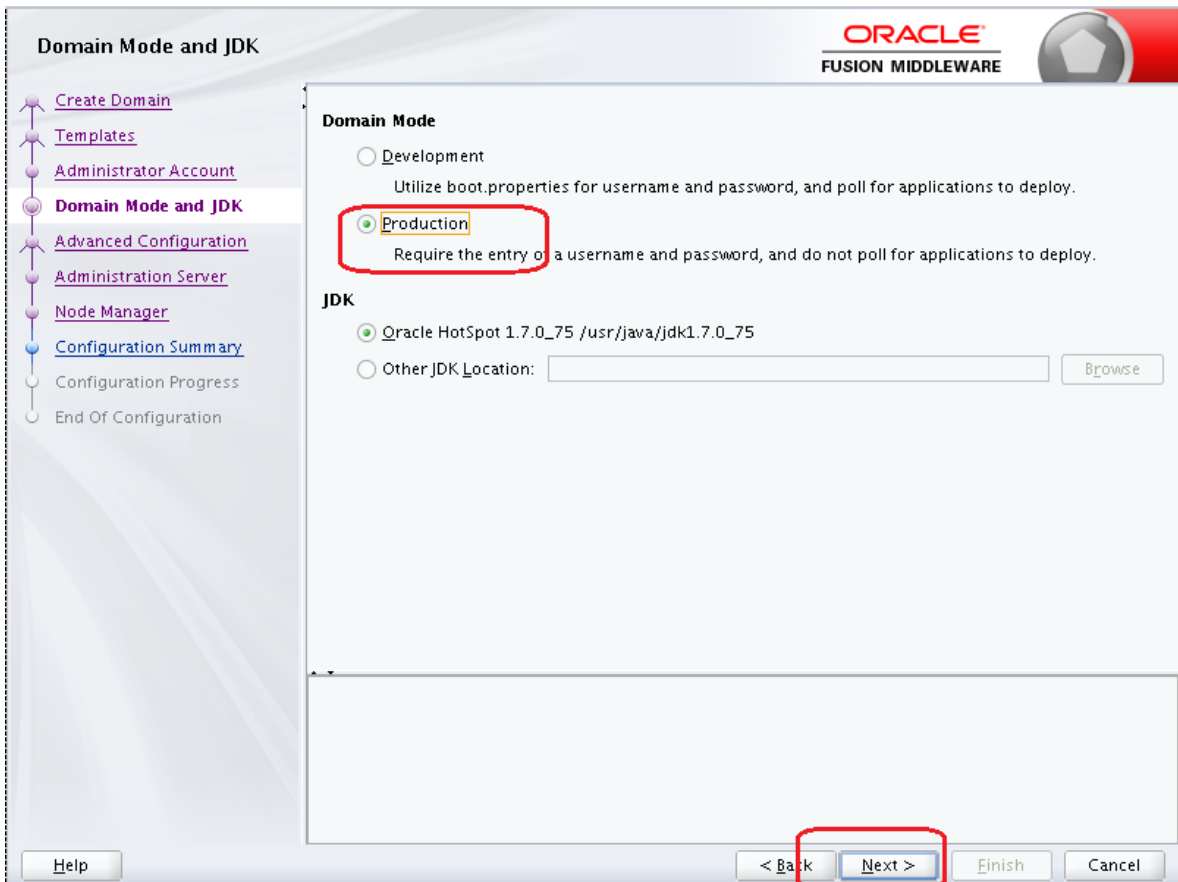 Domain Mode and JDK
ORACLE
FUSION MIDDLEWARE
Create Domain
Templates
Administrator Account
Domain Mode and JDK
Advanced Configuration
Administration Server
Node Manager
Configuration Summary
Configuration Progress
End Of Configuration
Domain Mode
Development
Utilize boot.properties for username and password, and poll for applications to deploy.
Production
Require the entry of a username and password, and do not poll for applications to deploy.
JDK
Oracle HotSpot 1.7.0_75 /usr/java/jdk1.7.0_75
Other JDK Location:
Browse
Help
< Back
Next >
Finish
Cancel